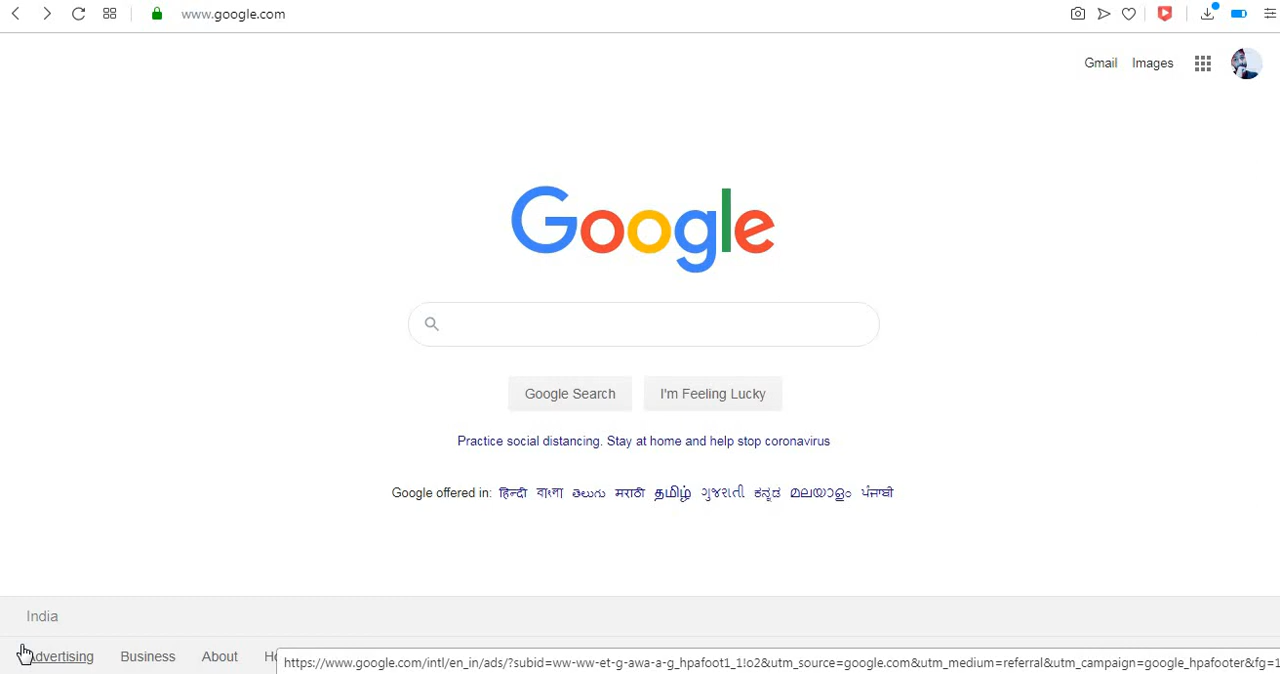 www.google.com
Gmail Images
Google
Google Search I'm Feeling Lucky
Practice social distancing. Stay at home and help stop coronavirus
Google offered in: हिन्दी বাংলা తెలుగు मराठी தமிழ் ગુજરાતી ಕನ್ನಡ മലയാളം ਪੰਜਾਬੀ
India
Advertising Business About
https://www.google.com/intl/en_in/ads/?subid=ww-ww-et-g-awa-a-g_hpafoot1_1!o2&utm_source=google.com&utm_medium=referral&utm_campaign=google_hpafooter&fg=1